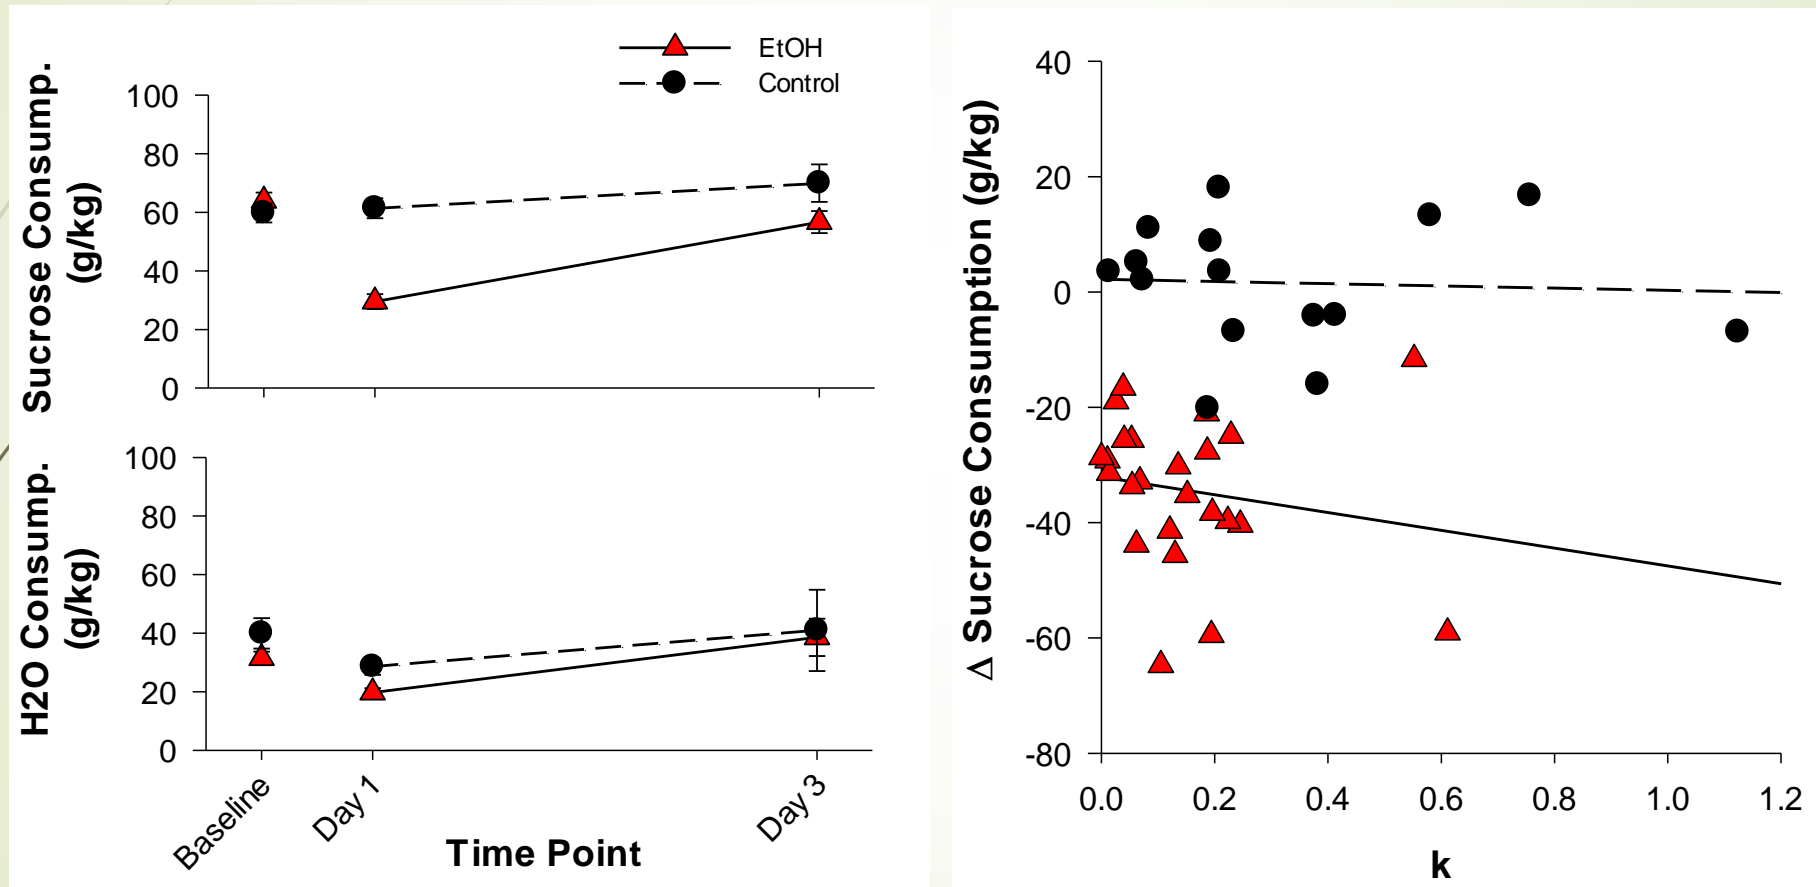 EtOH
Control
Sucrose Consump.
(g/kg)
100
80
60
40
20
0
H2O Consump.
(g/kg)
100
80
60
40
20
0
Baseline
Day 1
Day 3
Time Point
Δ Sucrose Consumption (g/kg)
40
20
0
-20
-40
-60
-80
0.0
0.2
0.4
0.6
0.8
1.0
1.2
k